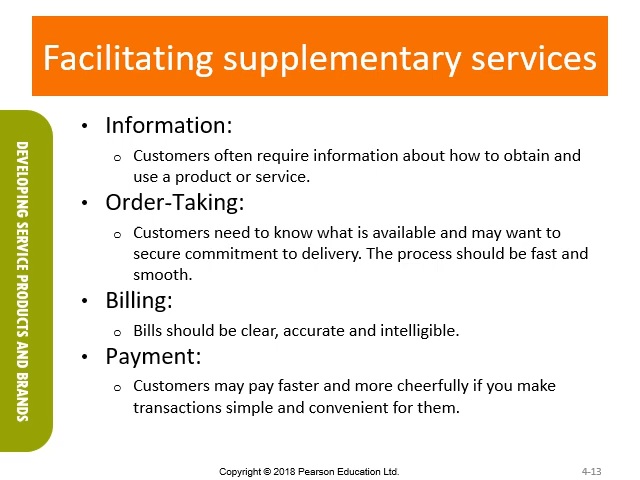 Facilitating supplementary services
DEVELOPING SERVICE PRODUCTS AND BRANDS
• Information:
o Customers often require information about how to obtain and
use a product or service.
• Order-Taking:
o Customers need to know what is available and may want to
secure commitment to delivery. The process should be fast and
smooth.
• Billing:
o Bills should be clear, accurate and intelligible.
• Payment:
o Customers may pay faster and more cheerfully if you make
transactions simple and convenient for them.
Copyright © 2018 Pearson Education Ltd.
4-13